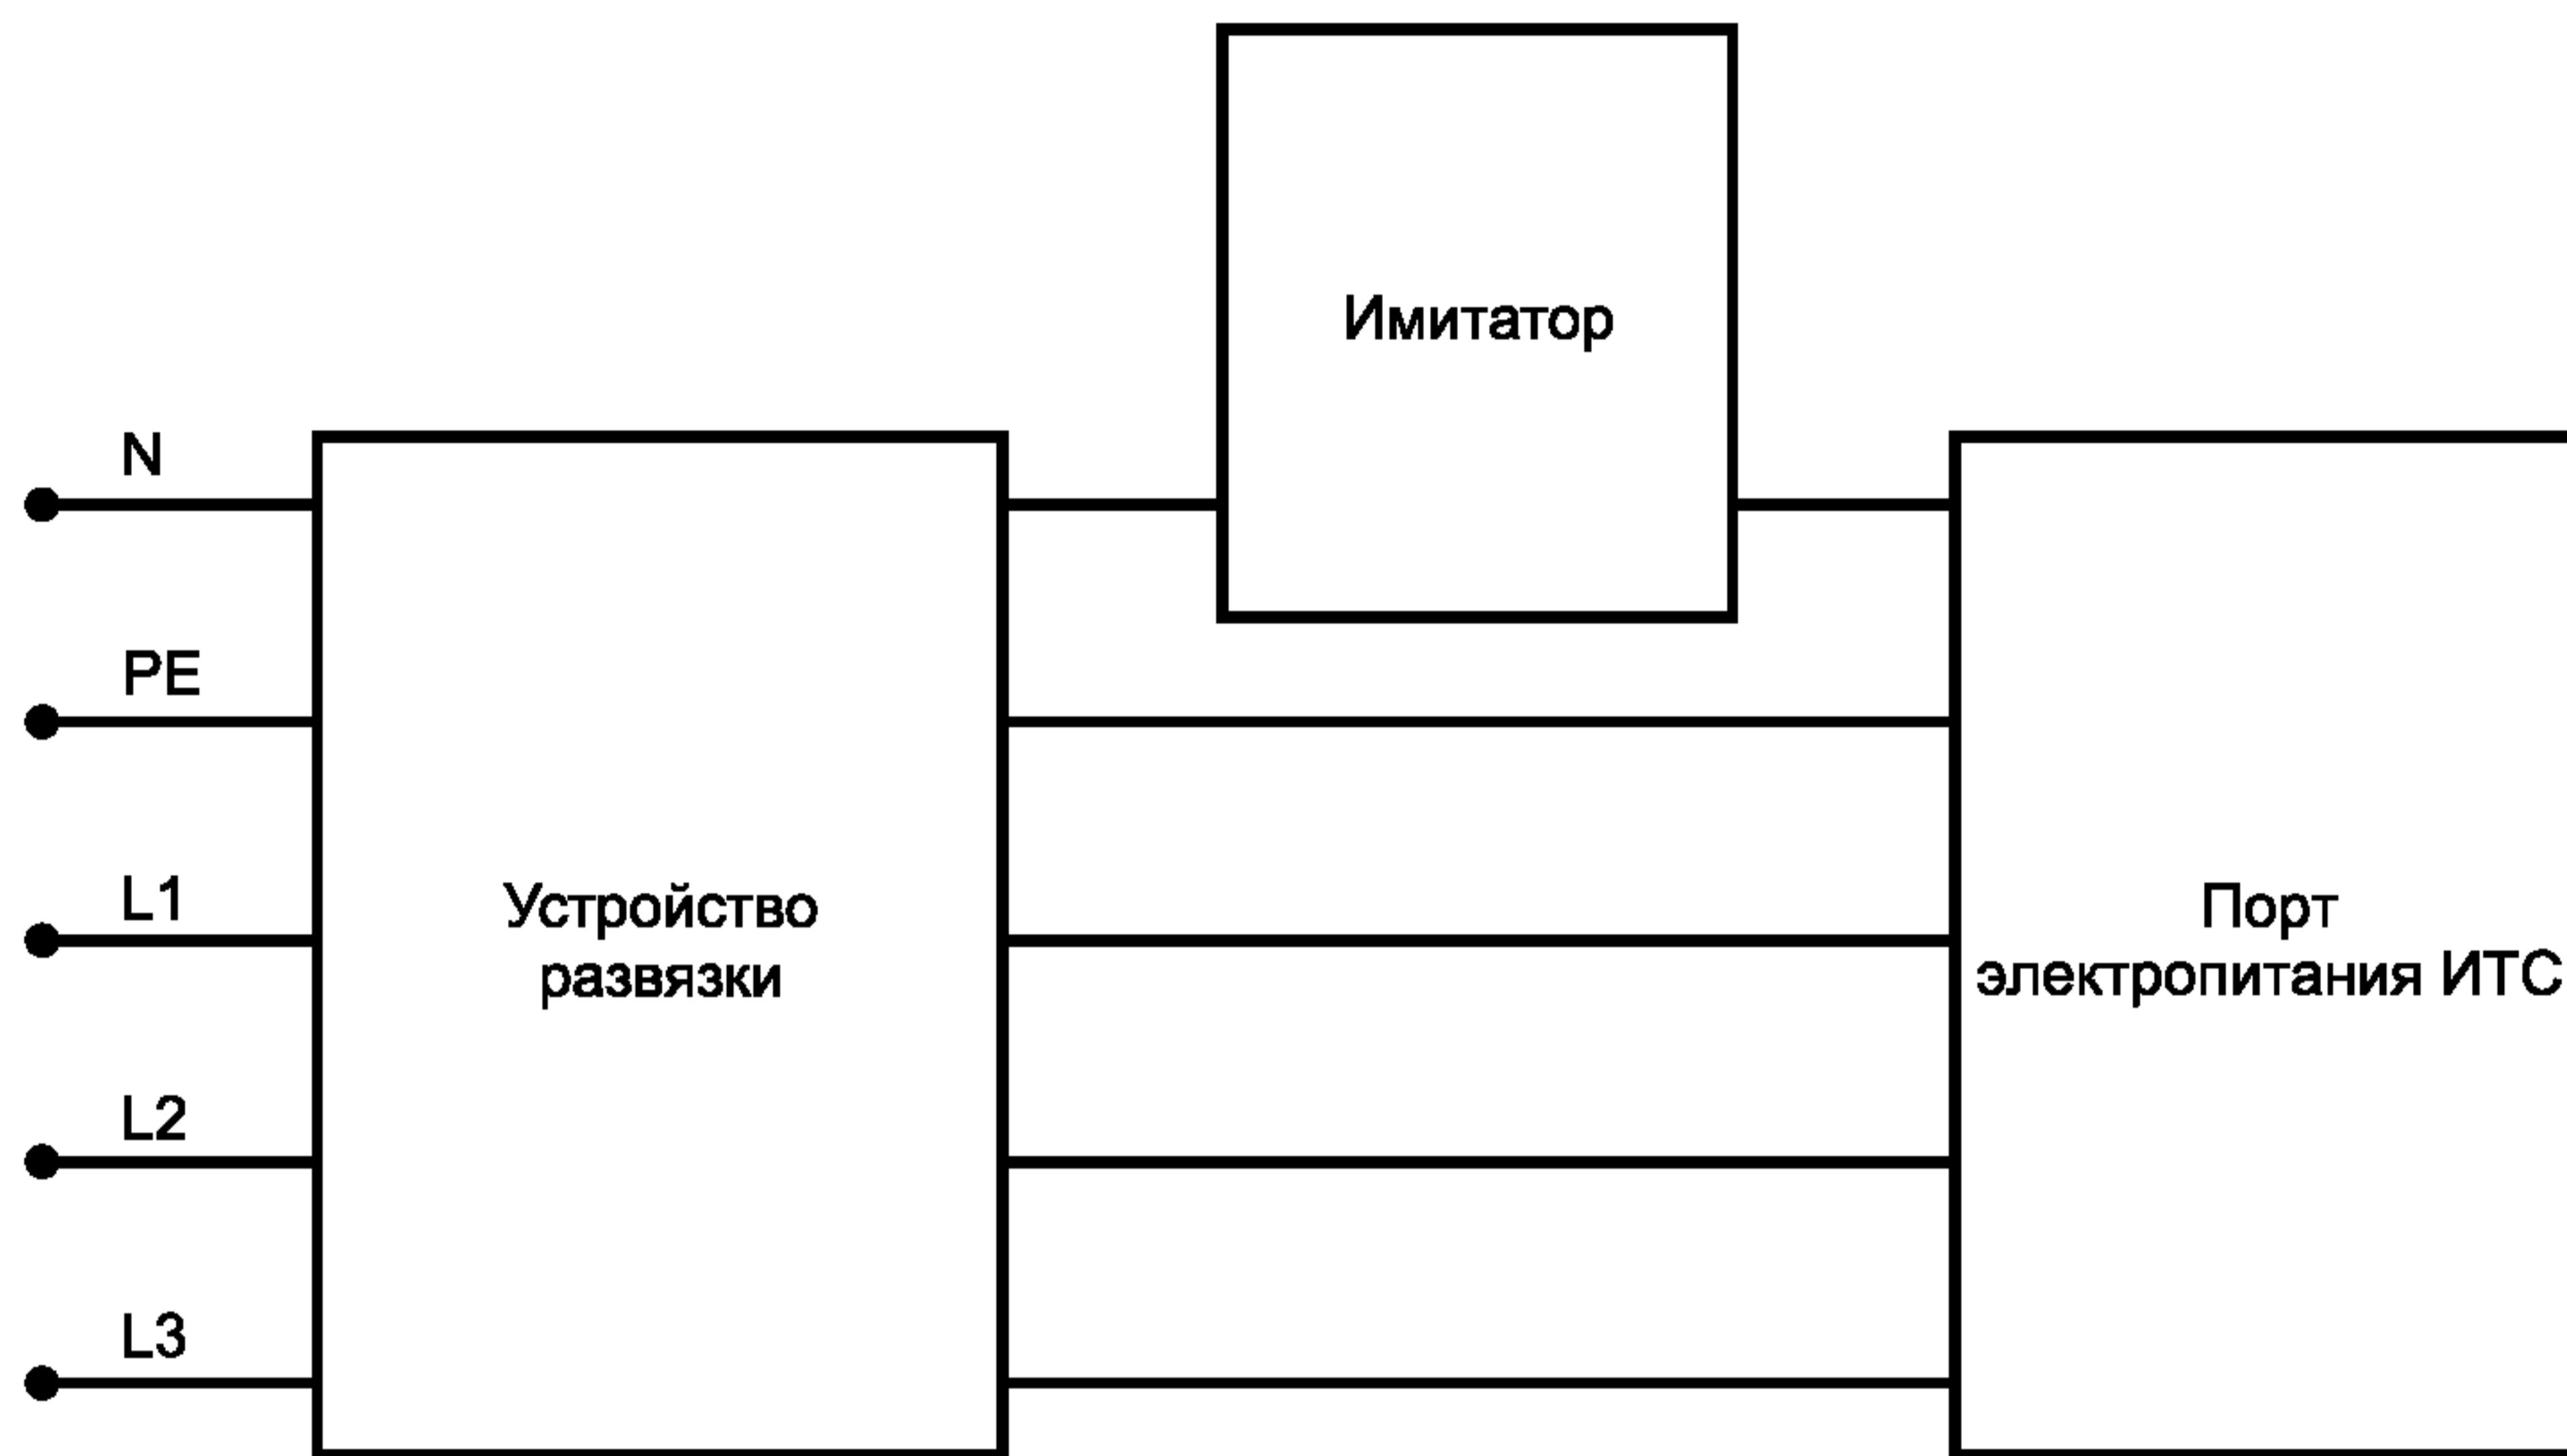 Имитатор
N
PE
L1
Устройство
развязки
Порт
электропитания ИТС
L2
L3